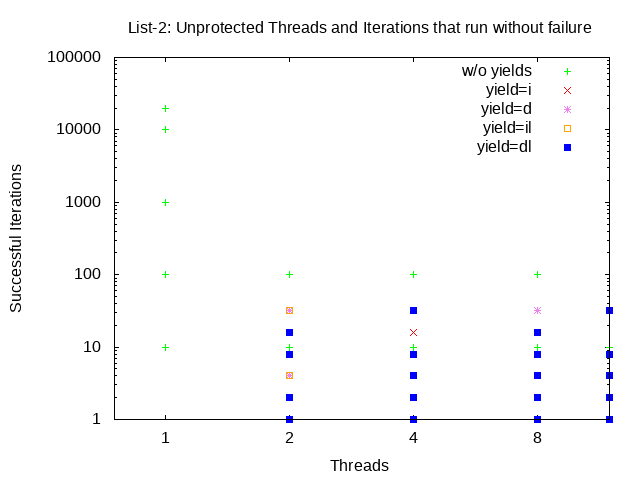 List-2: Unprotected Threads and Iterations that run without failure
100000
10000
1000
100
10
1
Successful Iterations
w/o yields
yield=i
yield=d
yield=il
yield=dl
1 2 4 8
Threads